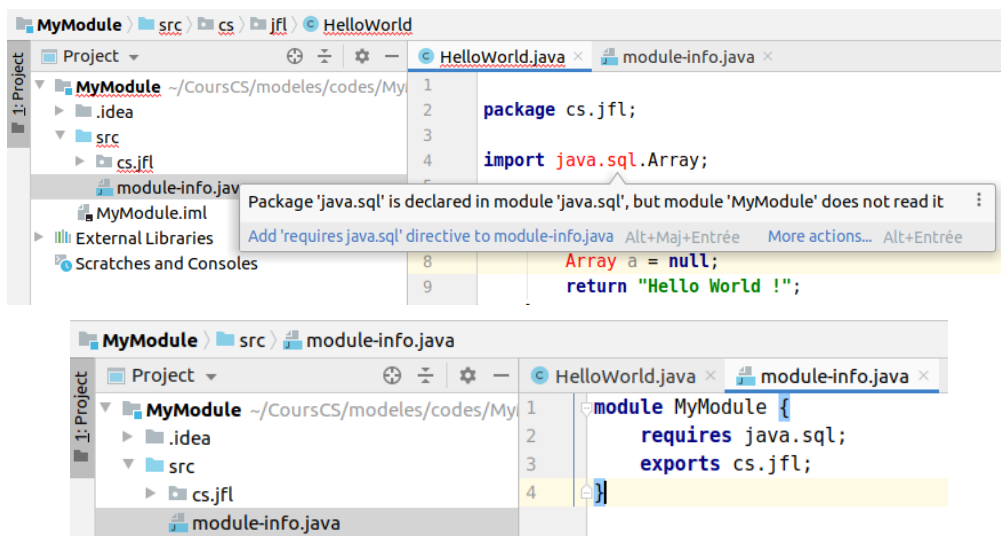 MyModule src cs jfl HelloWorld
1: Project
Project
HelloWorld.java module-info.java
MyModule ~/CoursCS/modeles/codes/My
.idea
src
cs.jfl
module-info.jav
MyModule.iml
External Libraries
Scratches and Consoles
1
2 package cs.jfl;
3
4 import java.sql.Array;
Package 'java.sql' is declared in module 'java.sql', but module 'MyModule' does not read it
Add 'requires java.sql' directive to module-info.java Alt+Maj+Entrée More actions... Alt+Entrée
8 Array a = null;
9 return "Hello World !";
MyModule src module-info.java
1: Project
Project
HelloWorld.java module-info.java
MyModule ~/CoursCS/modeles/codes/My
.idea
src
cs.jfl
module-info.java
1 module MyModule {
2 requires java.sql;
3 exports cs.jfl;
4 }